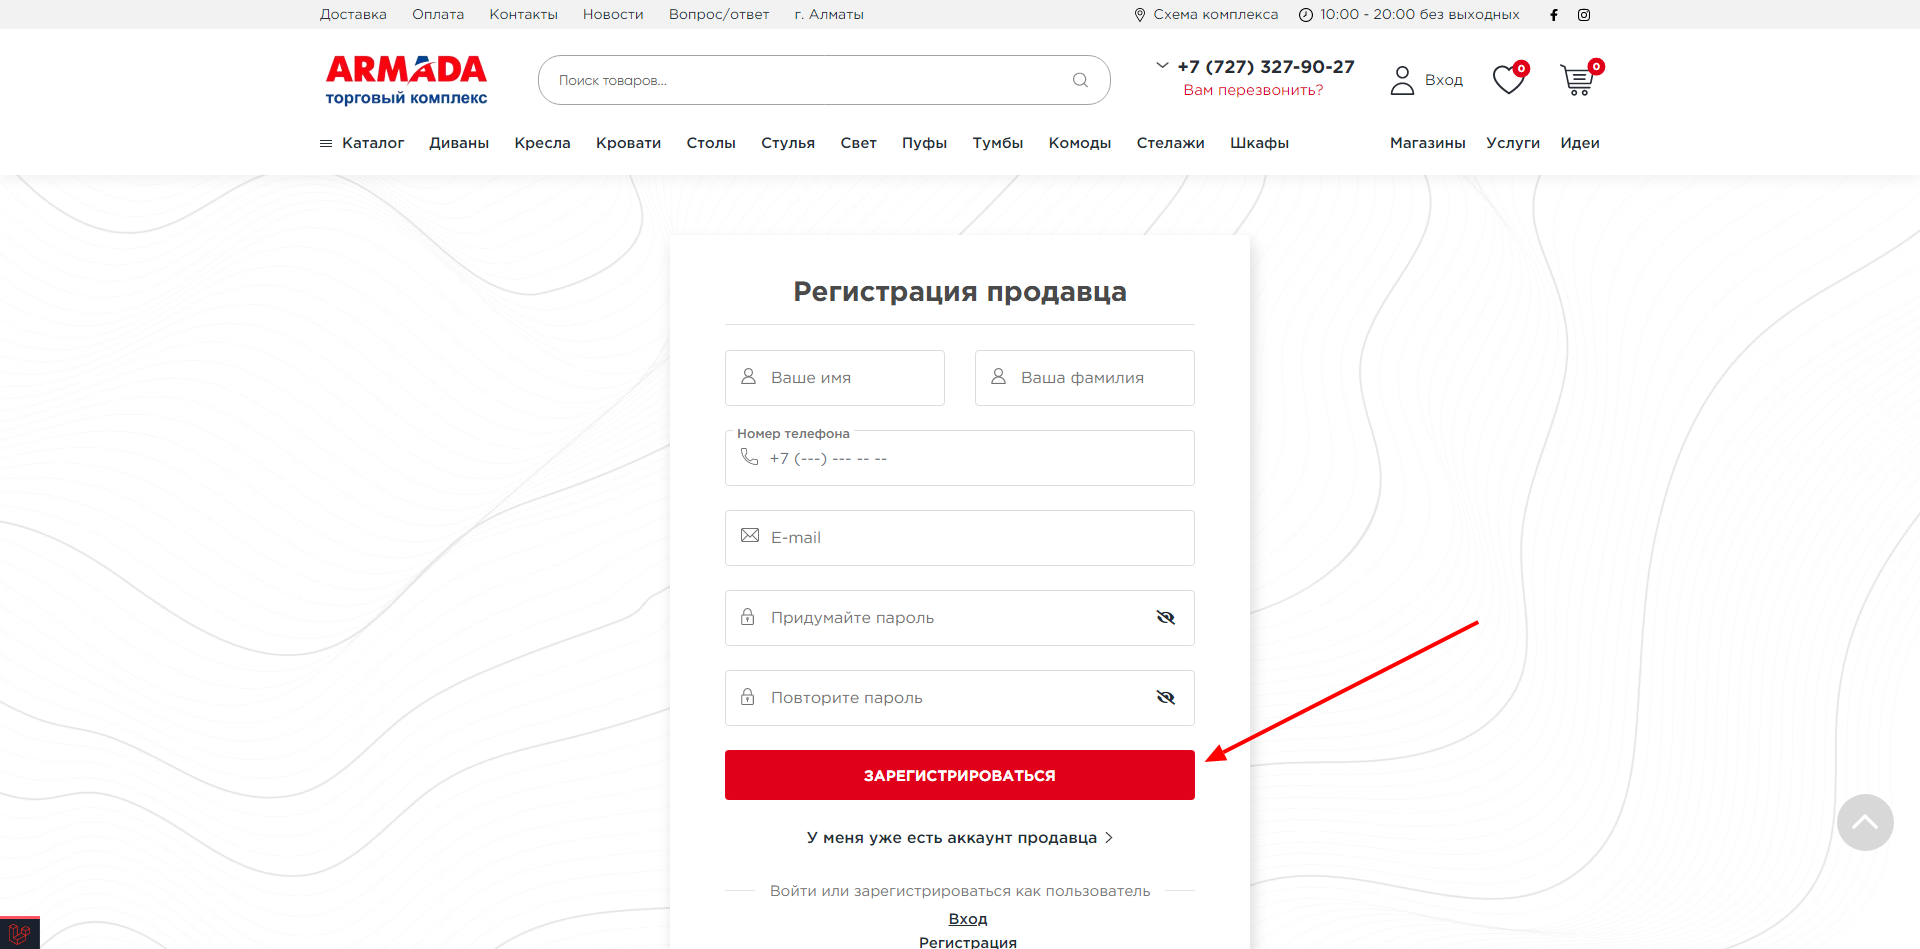 Доставка Оплата Контакты Новости Вопрос/ответ г. Алматы Схема комплекса 10:00 - 20:00 без выходных
ARMADA
торговый комплекс
Поиск товаров...
+7 (727) 327-90-27
Вам перезвонить?
Вход
0
0
Каталог Диваны Кресла Кровати Столы Стулья Свет Пуфы Тумбы Комоды Стелажи Шкафы Магазины Услуги Идеи
Регистрация продавца
Ваше имя Ваша фамилия
Номер телефона
+7 (---) --- -- --
E-mail
Придумайте пароль
Повторите пароль
ЗАРЕГИСТРИРОВАТЬСЯ
У меня уже есть аккаунт продавца
Войти или зарегистрироваться как пользователь
Вход
Регистрация